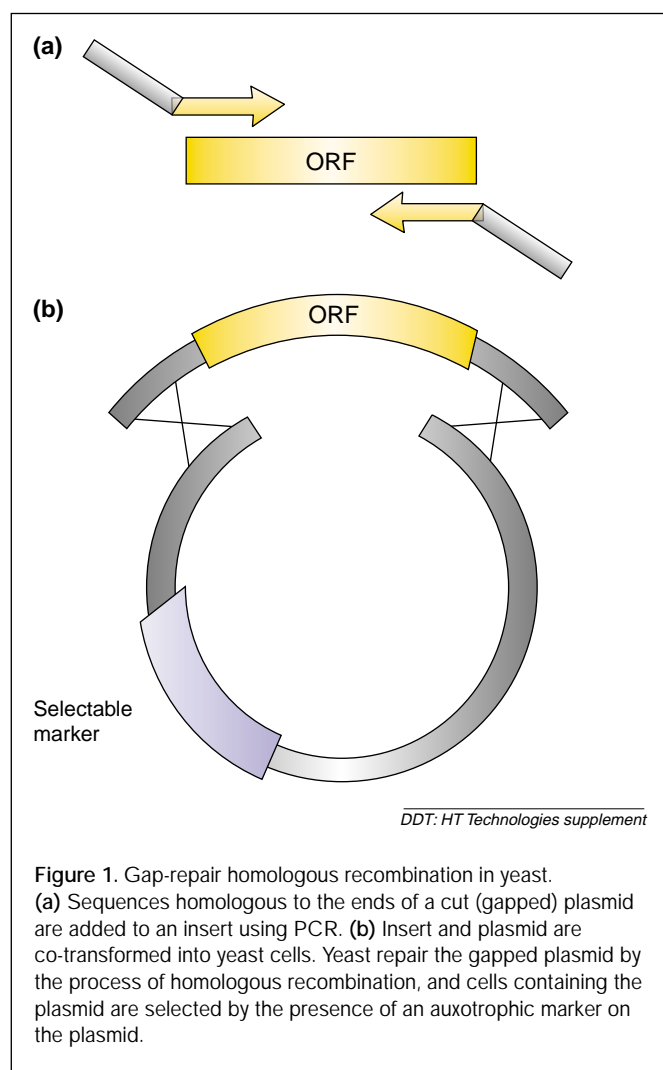 (a)
ORF
(b)
ORF
Selectable
marker
DDT: HT Technologies supplement
Figure 1. Gap-repair homologous recombination in yeast.
(a) Sequences homologous to the ends of a cut (gapped) plasmid
are added to an insert using PCR. (b) Insert and plasmid are
co-transformed into yeast cells. Yeast repair the gapped plasmid by
the process of homologous recombination, and cells containing the
plasmid are selected by the presence of an auxotrophic marker on
the plasmid.